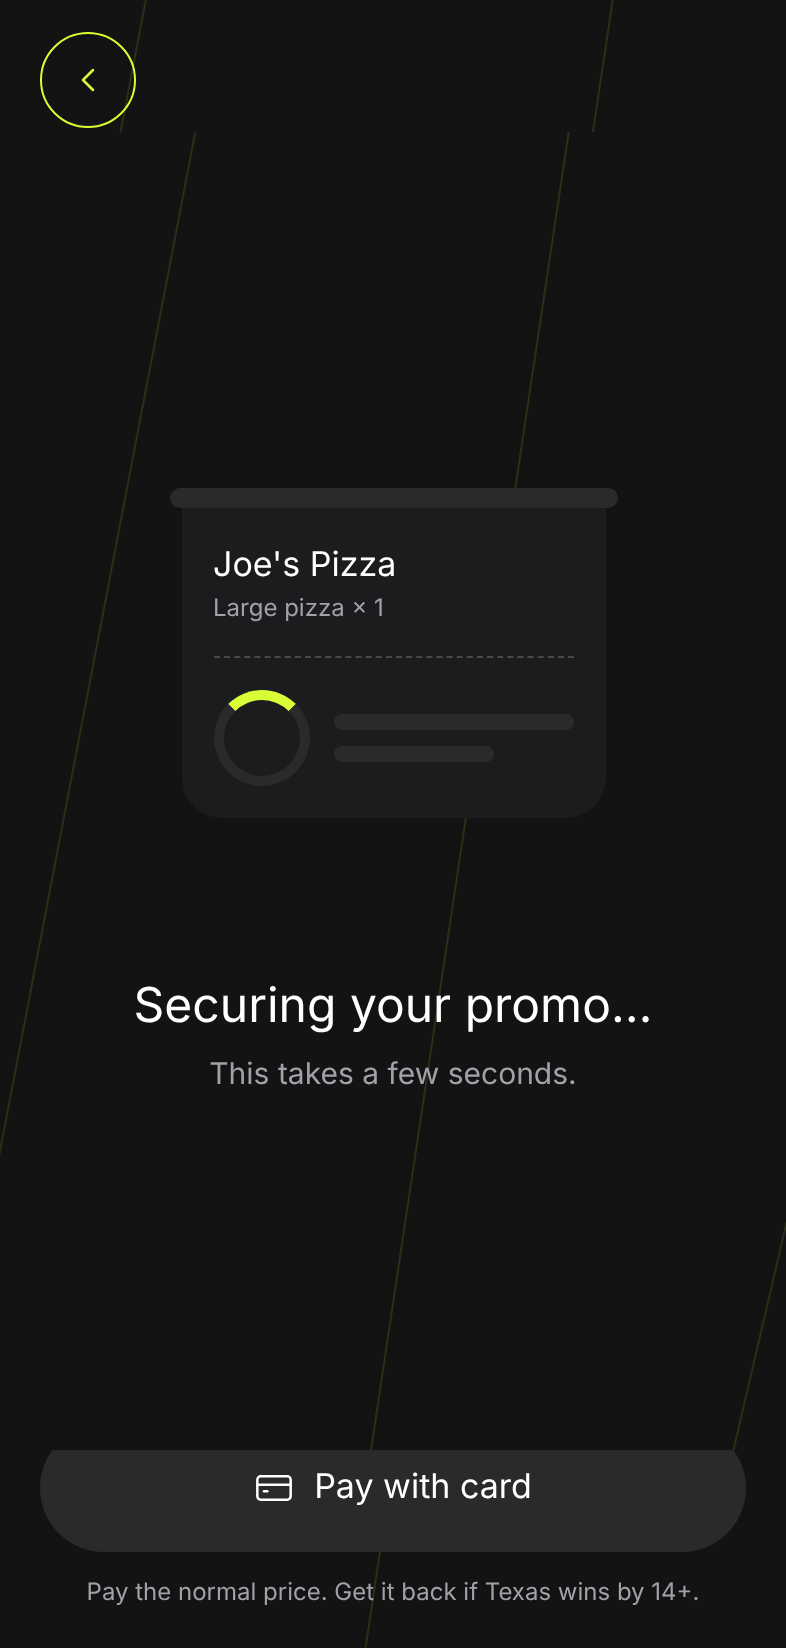 Joe's Pizza
Large pizza × 1
Securing your promo...
This takes a few seconds.
Pay with card
Pay the normal price. Get it back if Texas wins by 14+.